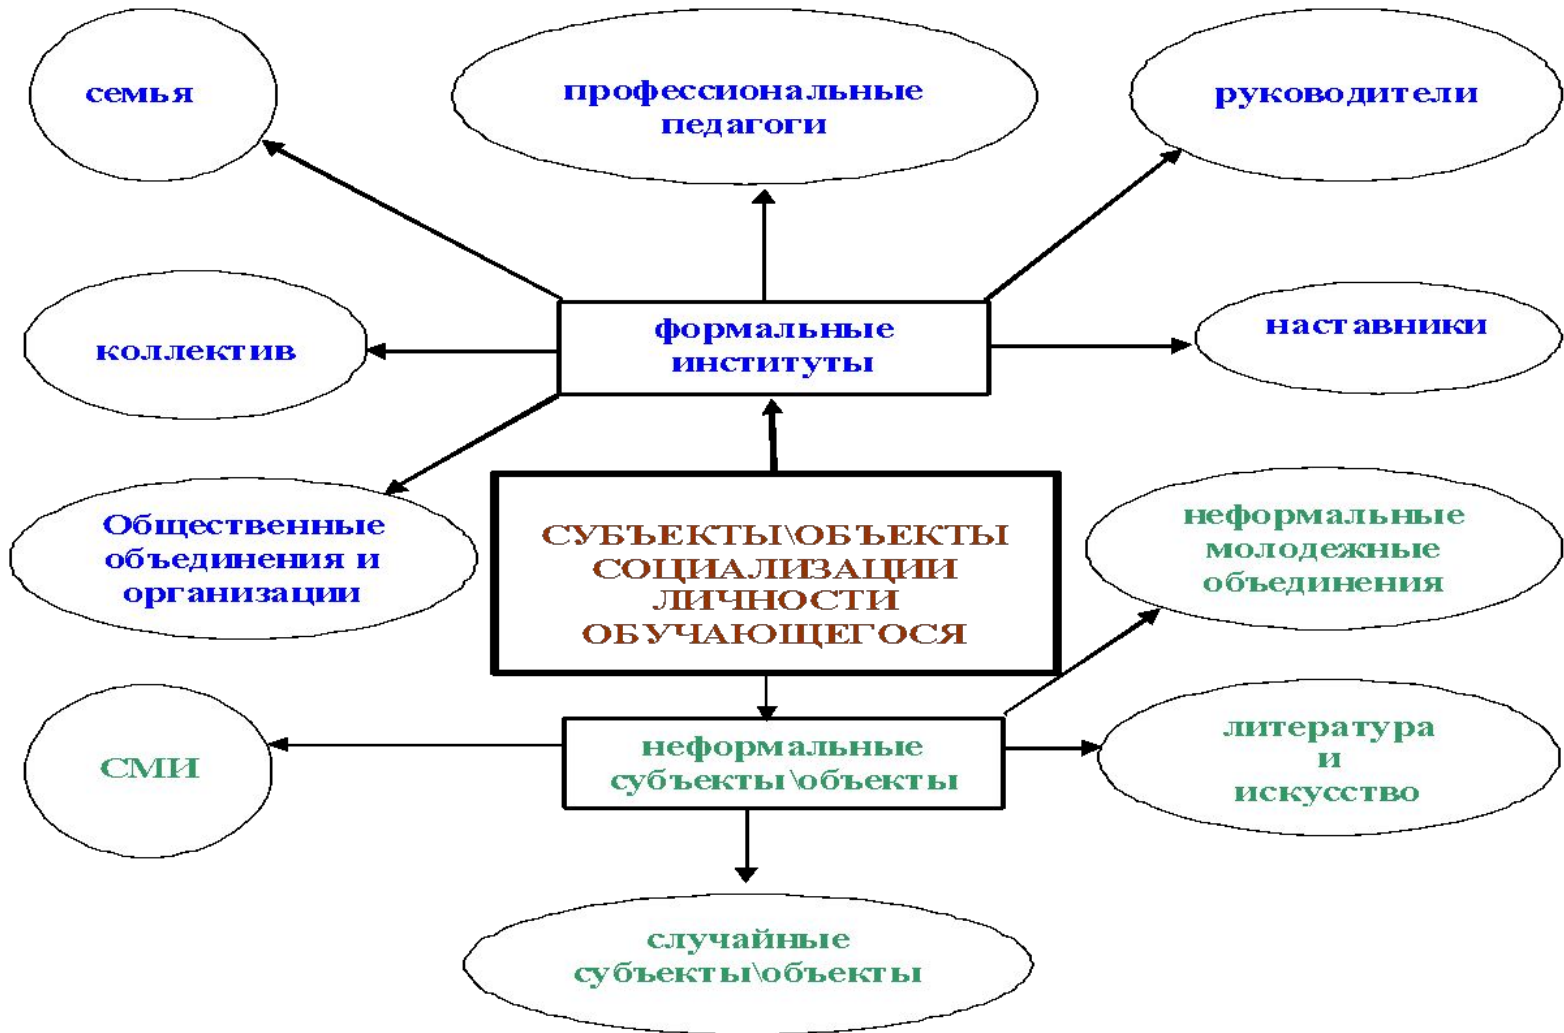 семья
профессиональные
педагоги
руководители
коллектив
формальные
институты
наставники
Общественные
объединения и
организации
СУБЪЕКТЫ\ОБЪЕКТЫ
СОЦИАЛИЗАЦИИ
ЛИЧНОСТИ
ОБУЧАЮЩЕГОСЯ
неформальные
молодежные
объединения
СМИ
неформальные
субъекты\объекты
литература
и
искусство
случайные
субъекты\объекты